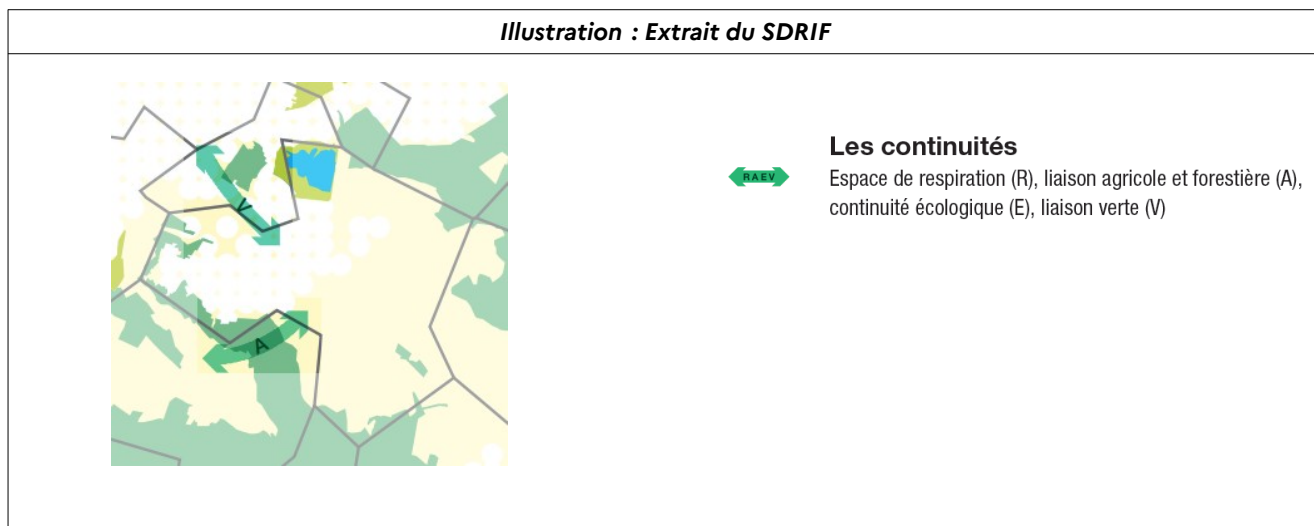 Illustration : Extrait du SDRIF
V
A
Les continuités
RAEV
Espace de respiration (R), liaison agricole et forestière (A),
continuité écologique (E), liaison verte (V)